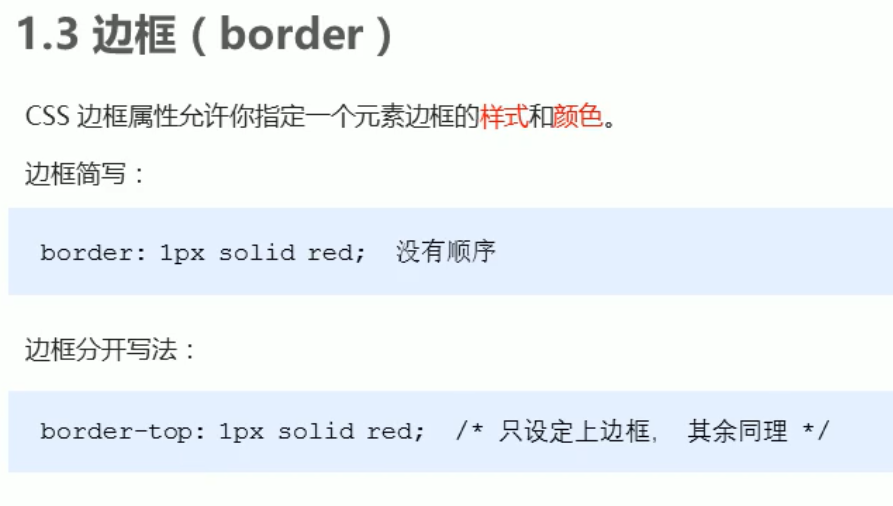 1.3 边框（border）
CSS 边框属性允许你指定一个元素边框的样式和颜色。
边框简写：
border: 1px solid red;  没有顺序
边框分开写法：
border-top: 1px solid red;  /* 只设定上边框， 其余同理 */